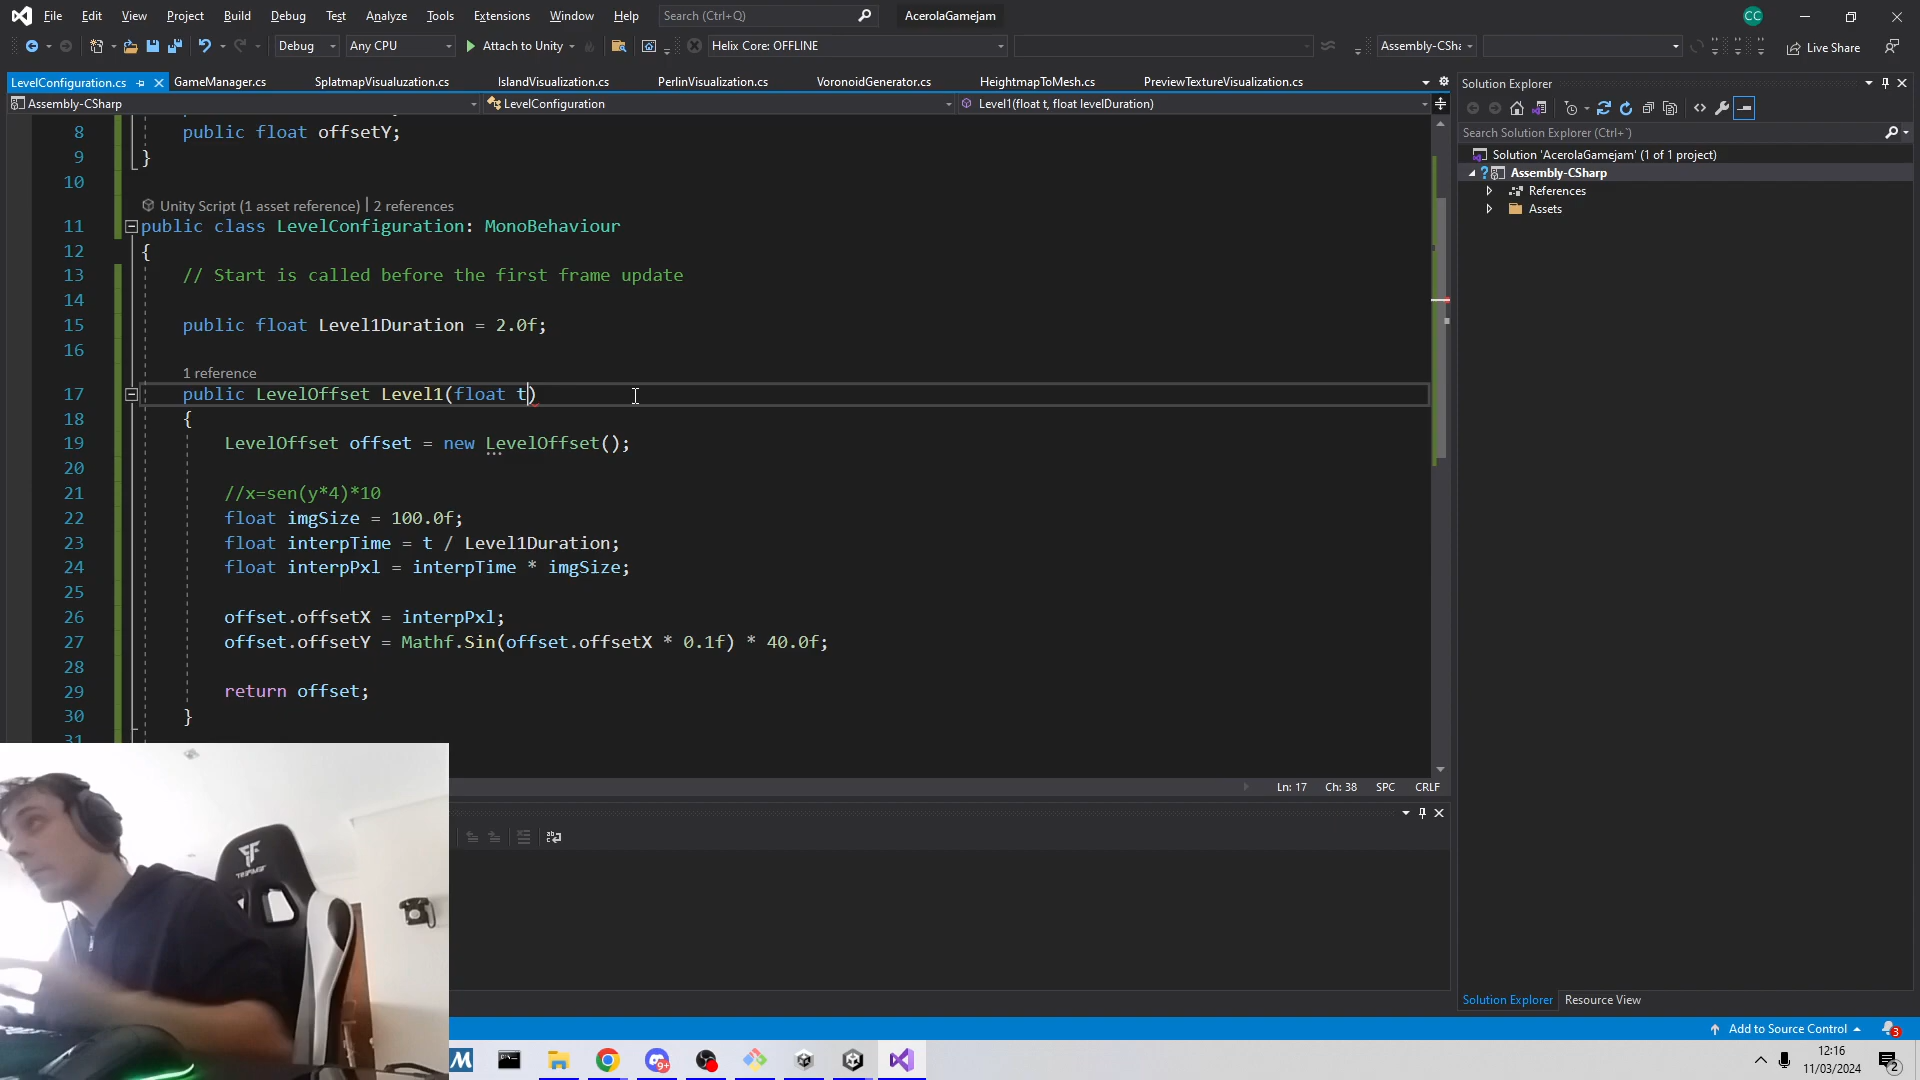 File Edit View Project Build Debug Test Analyze Tools Extensions Window Help Search (Ctrl+Q) AcerolaGamejam CC
Debug Any CPU Attach to Unity Helix Core: OFFLINE Assembly-CSha Live Share
LevelConfiguration.cs GameManager.cs SplatmapVisualuzation.cs IslandVisualization.cs PerlinVisualization.cs VoronoidGenerator.cs HeightmapToMesh.cs PreviewTextureVisualization.cs
Assembly-CSharp LevelConfiguration Level1(float t, float levelDuration)
8 public float offsetY;
9 }
10
Unity Script (1 asset reference) | 2 references
11 public class LevelConfiguration: MonoBehaviour
12 {
13 // Start is called before the first frame update
14
15 public float Level1Duration = 2.0f;
16
1 reference
17 public LevelOffset Level1(float t)
18 {
19 LevelOffset offset = new LevelOffset();
20
21 //x=sen(y*4)*10
22 float imgSize = 100.0f;
23 float interpTime = t / Level1Duration;
24 float interpPxl = interpTime * imgSize;
25
26 offset.offsetX = interpPxl;
27 offset.offsetY = Mathf.Sin(offset.offsetX * 0.1f) * 40.0f;
28
29 return offset;
30 }
31
Ln: 17 Ch: 38 SPC CRLF
Solution Explorer
Search Solution Explorer (Ctrl+¨)
Solution 'AcerolaGamejam' (1 of 1 project)
Assembly-CSharp
References
Assets
Solution Explorer Resource View
Add to Source Control 3
9+
12:16
11/03/2024
2